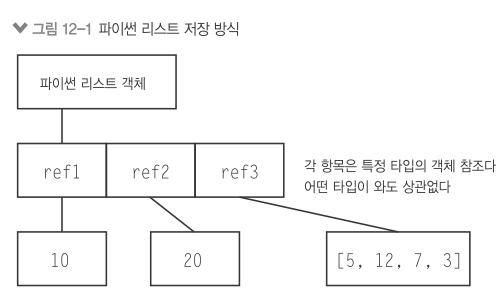 그림 12-1 파이썬 리스트 저장 방식
파이썬 리스트 객체
ref1 ref2 ref3
각 항목은 특정 타입의 객체 참조다
어떤 타입이 와도 상관없다
10 20 [5, 12, 7, 3]